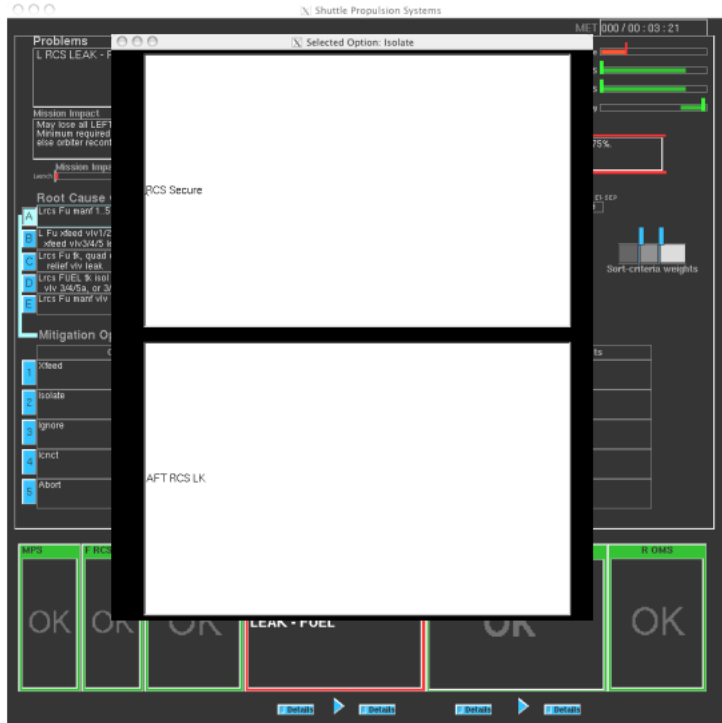 Shuttle Propulsion Systems
MET 000 / 00 : 03 : 21
Problems
Selected Option: Isolate
L RCS LEAK - F
Mission Impact
May lose all LEFT
Minimum required
else orbiter reconf
75%.
Mission Impa
Root Cause
A Lrcs Fu manf 1..5
B L Fu xfeed vlv1/2
xfeed vlv3/4/5 l
C Lrcs Fu tk, quad
relief vlv leak
D Lrcs FUEL tk isol
vlv 3/4/5a, or 3/
E Lrcs Fu manf vlv
RCS Secure
Sort-criteria weights
Mitigation Op
ts
1 Xfeed
2 Isolate
3 Ignore
4 Icnct
5 Abort
AFT RCS LK
MPS
F RCS
R OMS
OK
OK
OK
LEAK - FUEL
OK
OK
Details
Details
Details
Details